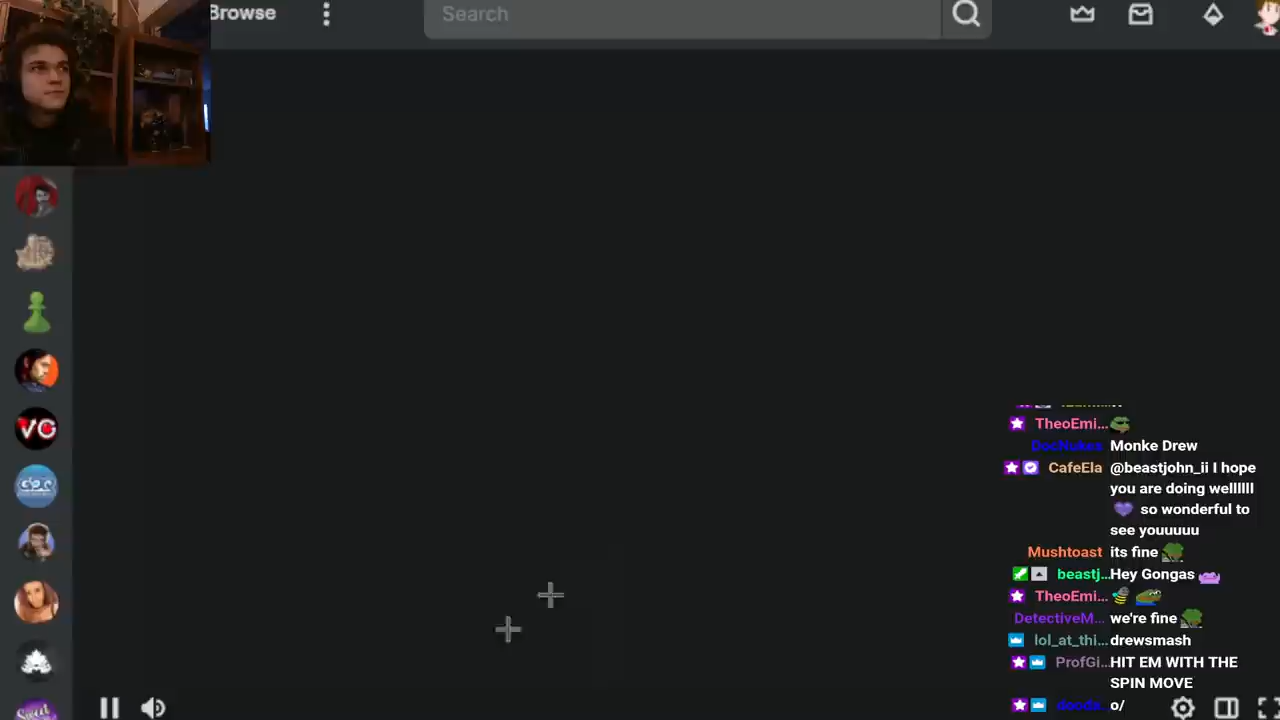 Browse
Search
VG
TheoEmi...
DocNukes Monke Drew
CafeEla @beastjohn_ii I hope
you are doing wellllll
so wonderful to
see youuuuu
Mushtoast its fine
beastj... Hey Gongas
TheoEmi...
DetectiveM... we're fine
lol_at_thi... drewsmash
ProfGi... HIT EM WITH THE
SPIN MOVE
o/